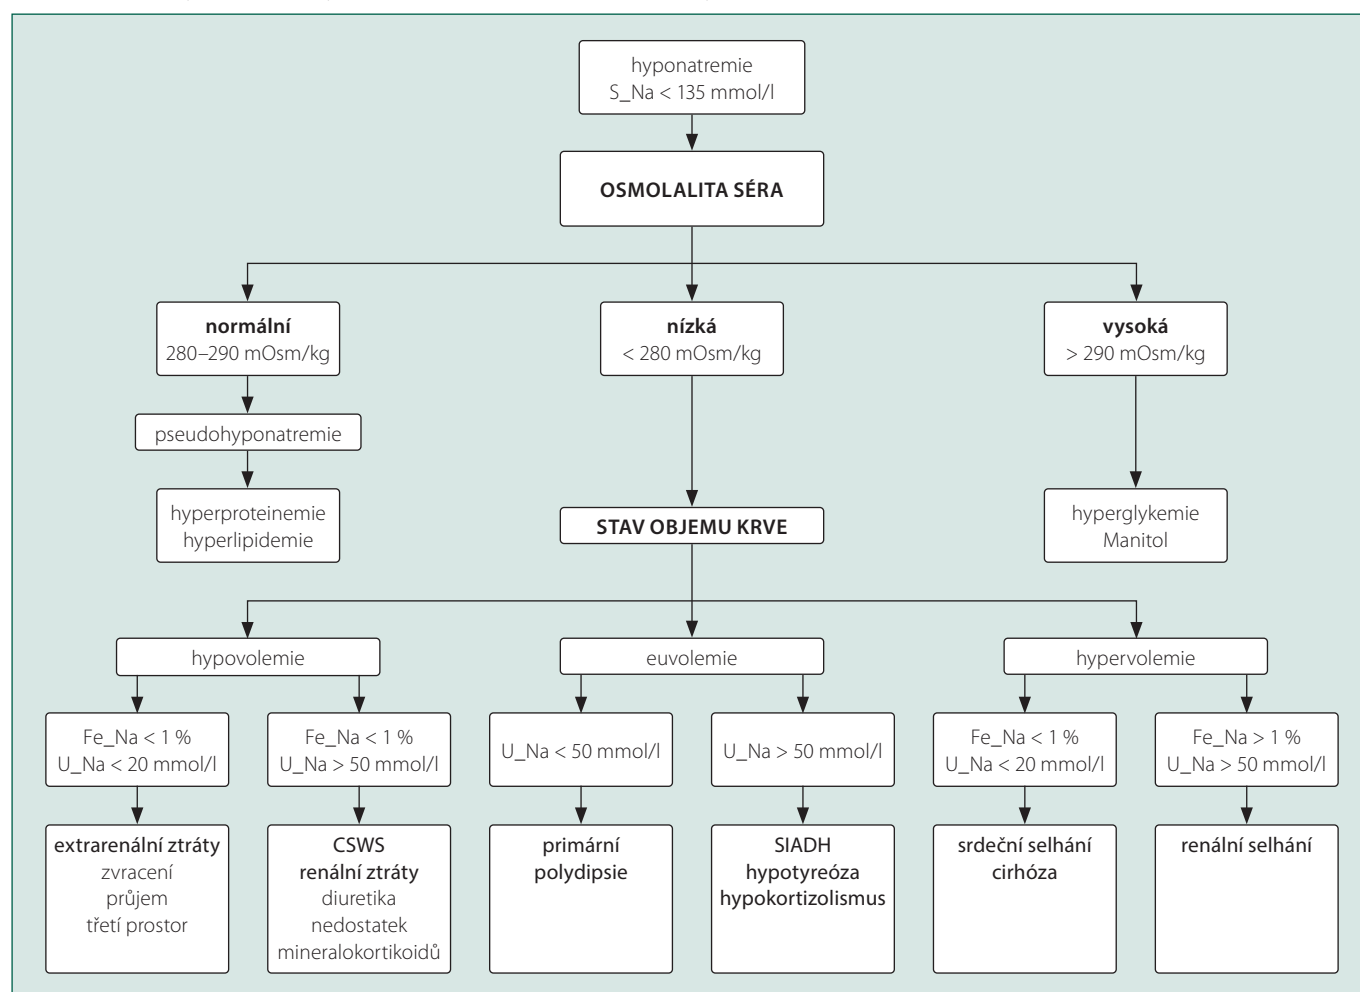 hyponatremie
S_Na < 135 mmol/l
OSMOLALITA SÉRA
normální
280–290 mOsm/kg
nízká
< 280 mOsm/kg
vysoká
> 290 mOsm/kg
pseudohyponatremie
hyperproteinemie
hyperlipidemie
STAV OBJEMU KRVE
hyperglykemie
Manitol
hypovolemie
euvolemie
hypervolemie
Fe_Na < 1 %
U_Na < 20 mmol/l
Fe_Na < 1 %
U_Na > 50 mmol/l
U_Na < 50 mmol/l
U_Na > 50 mmol/l
Fe_Na < 1 %
U_Na < 20 mmol/l
Fe_Na > 1 %
U_Na > 50 mmol/l
extrarenální ztráty
zvracení
průjem
třetí prostor
CSWS
renální ztráty
diuretika
nedostatek
mineralokortikoidů
primární
polydipsie
SIADH
hypotyreóza
hypokortizolismus
srdeční selhání
cirhóza
renální selhání